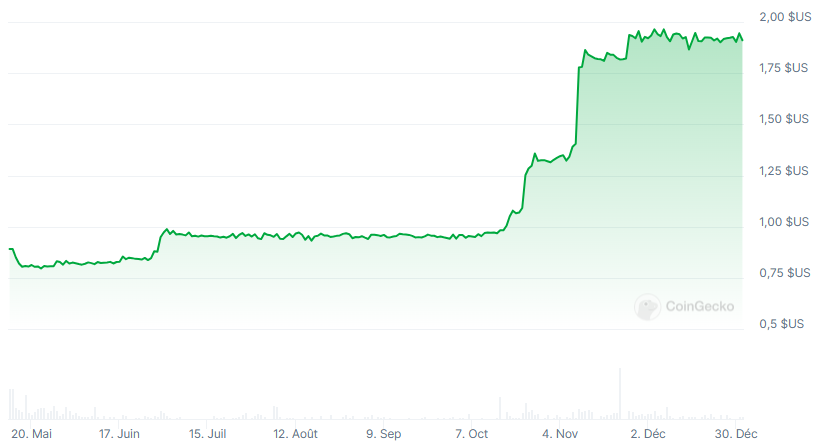 2,00 $US
1,75 $US
1,50 $US
1,25 $US
1,00 $US
0,75 $US
0,5 $US
CoinGecko
20. Mai
17. Juin
15. Juil
12. Août
9. Sep
7. Oct
4. Nov
2. Déc
30. Déc